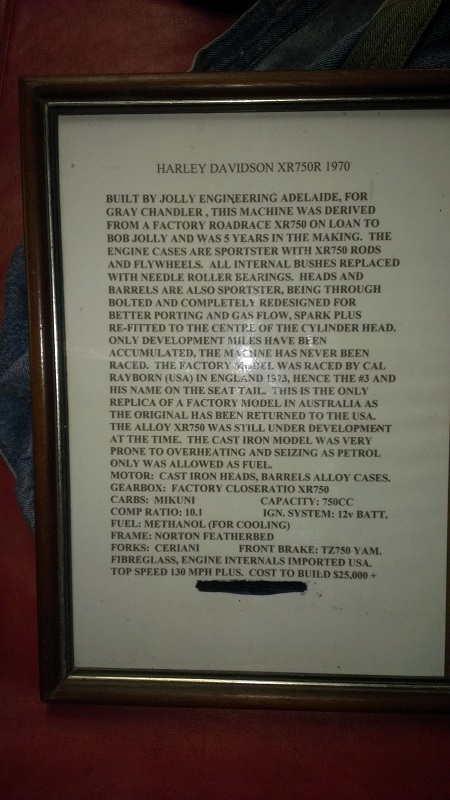 HARLEY DAVIDSON XR750R 1970
BUILT BY JOLLY ENGINEERING ADELAIDE, FOR
GRAY CHANDLER , THIS MACHINE WAS DERIVED
FROM A FACTORY ROADRACE XR750 ON LOAN TO
BOB JOLLY AND WAS 5 YEARS IN THE MAKING. THE
ENGINE CASES ARE SPORTSTER WITH XR750 RODS
AND FLYWHEELS. ALL INTERNAL BUSHES REPLACED
WITH NEEDLE ROLLER BEARINGS. HEADS AND
BARRELS ARE ALSO SPORTSTER, BEING THROUGH
BOLTED AND COMPLETELY REDESIGNED FOR
BETTER PORTING AND GAS FLOW, SPARK PLUS
RE-FITTED TO THE CENTRE OF THE CYLINDER HEAD.
ONLY DEVELOPMENT MILES HAVE BEEN
ACCUMULATED, THE MACHNE HAS NEVER BEEN
RACED. THE FACTORY MODEL WAS RACED BY CAL
RAYBORN (USA) IN ENGLAND 1973, HENCE THE #3 AND
HIS NAME ON THE SEAT TAIL. THIS IS THE ONLY
REPLICA OF A FACTORY MODEL IN AUSTRALIA AS
THE ORIGINAL HAS BEEN RETURNED TO THE USA.
THE ALLOY XR750 WAS STILL UNDER DEVELOPMENT
AT THE TIME. THE CAST IRON MODEL WAS VERY
PRONE TO OVERHEATING AND SEIZING AS PETROL
ONLY WAS ALLOWED AS FUEL.
MOTOR: CAST IRON HEADS, BARRELS ALLOY CASES.
GEARBOX: FACTORY CLOSERATIO XR750
CARBS: MIKUNI CAPACITY: 750CC
COMP RATIO: 10.1 IGN. SYSTEM: 12v BATT.
FUEL: METHANOL (FOR COOLING)
FRAME: NORTON FEATHERBED
FORKS: CERIANI FRONT BRAKE: TZ750 YAM.
FIBREGLASS, ENGINE INTERNALS IMPORTED USA.
TOP SPEED 130 MPH PLUS. COST TO BUILD $25,000 +